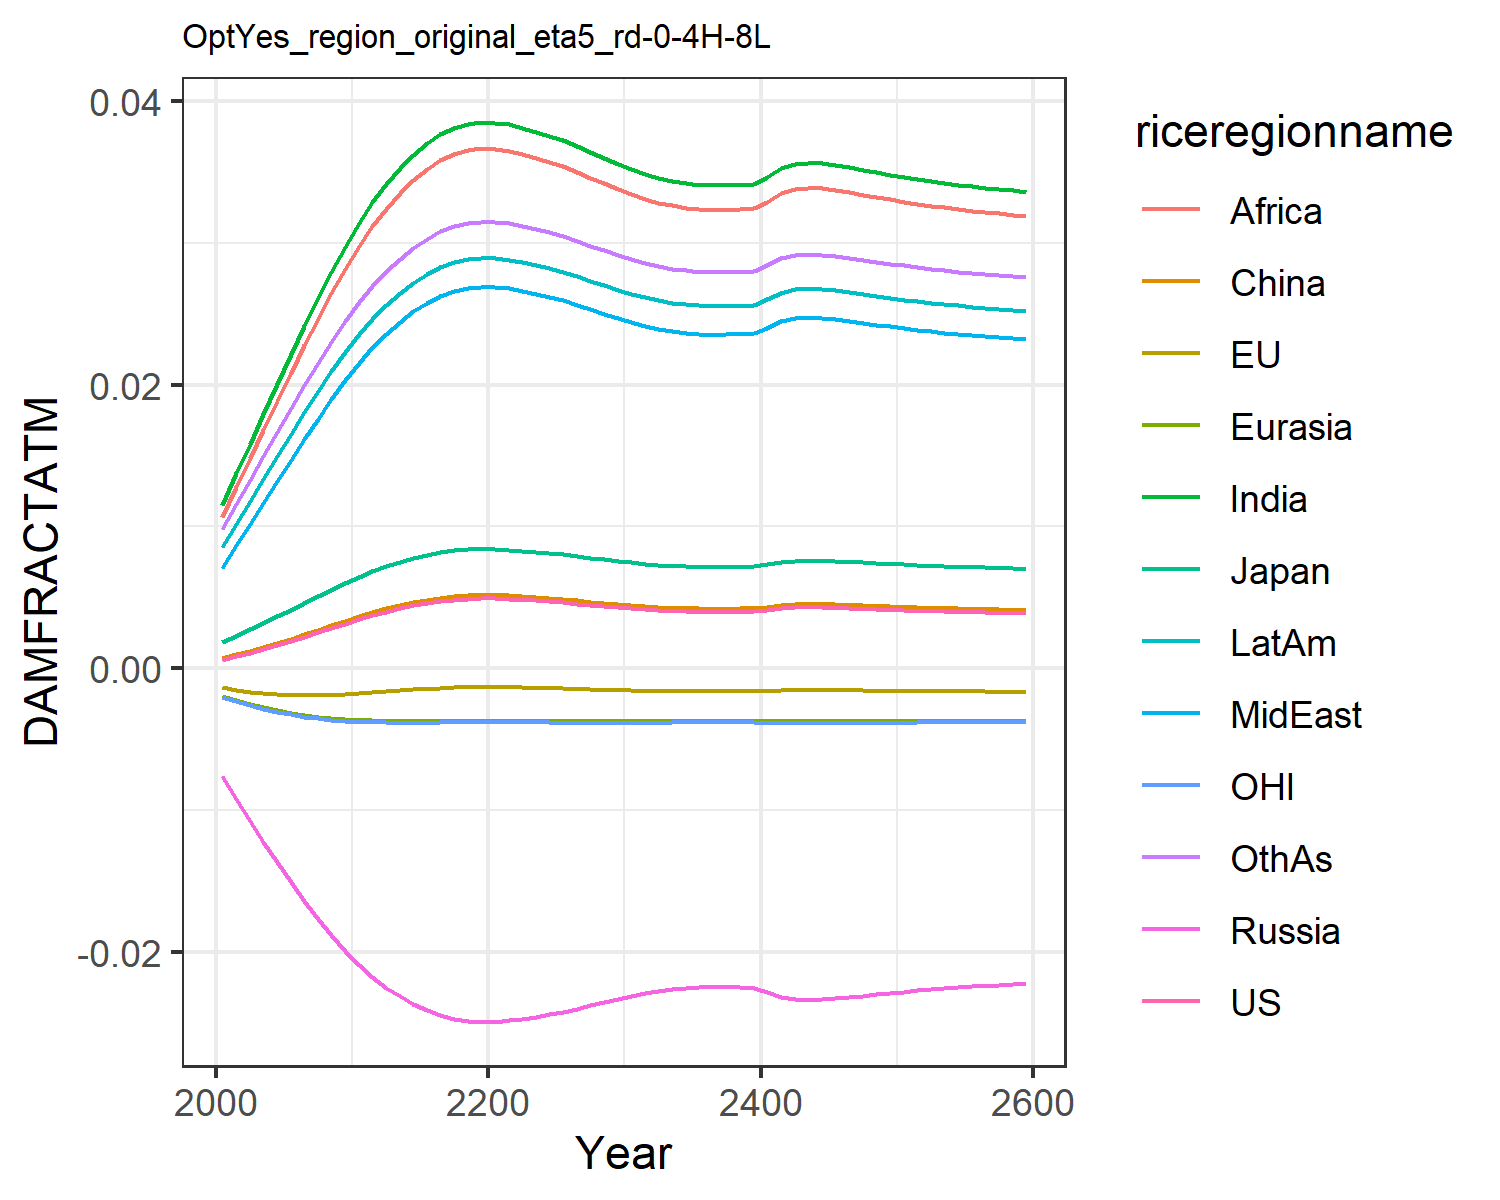 OptYes_region_original_eta5_rd-0-4H-8L
DAMFRACTATM
0.04
0.02
0.00
-0.02
2000 2200 2400 2600
Year
riceregionname
Africa
China
EU
Eurasia
India
Japan
LatAm
MidEast
OHI
OthAs
Russia
US